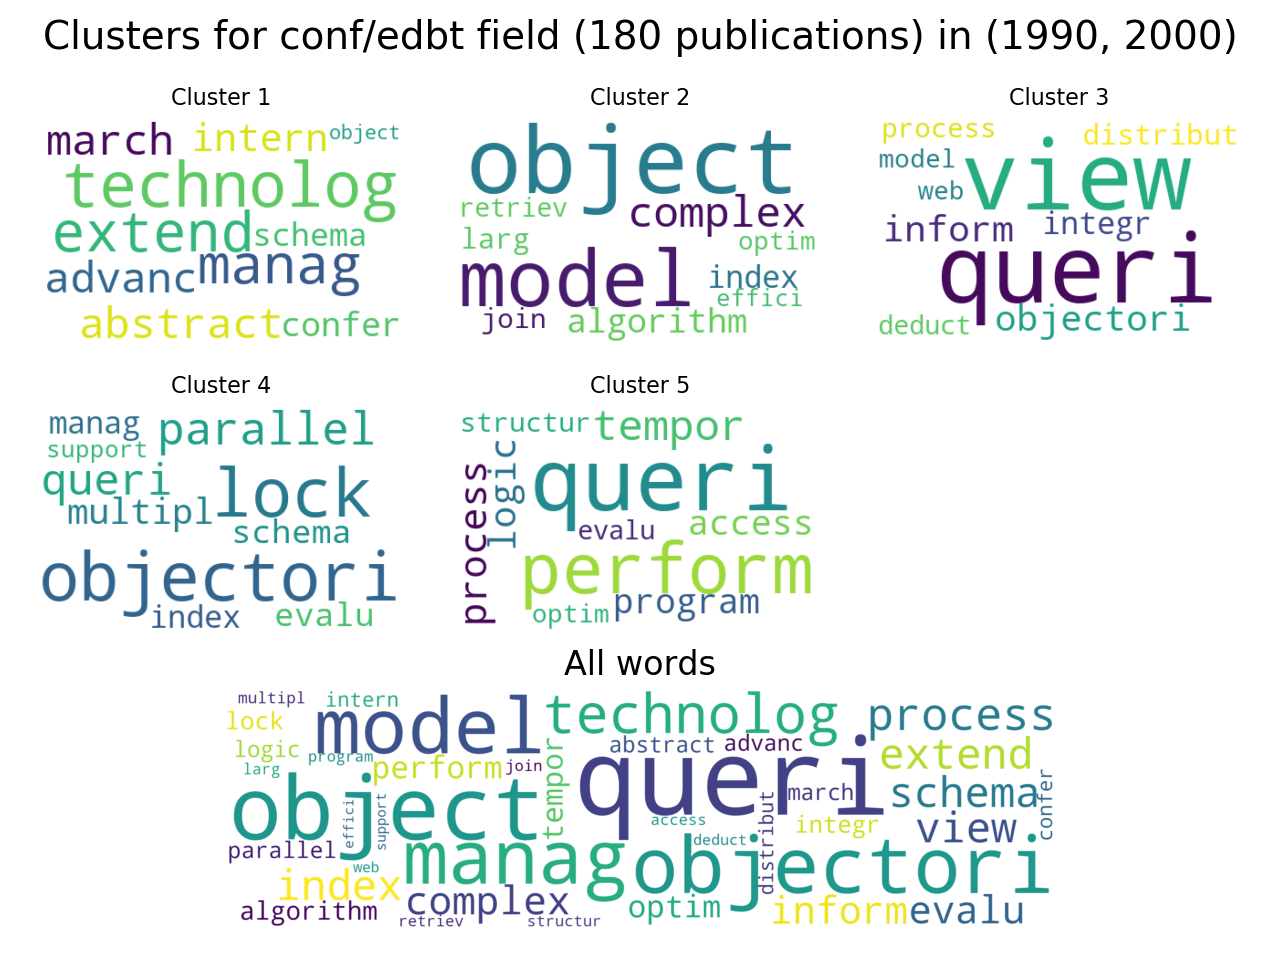 Clusters for conf/edbt field (180 publications) in (1990, 2000)
Cluster 1
march intern object
technolog
extend schema
advanc manag
abstract confer
Cluster 2
object
retriev complex
larg optim
model index
effici
join algorithm
Cluster 3
process distribut
model view
web
inform integr
queri
deduct objectori
Cluster 4
manag parallel
support
queri lock
multipl
schema
objectori
index evalu
Cluster 5
structur tempor
process logic queri
evalu access
perform
optim program
All words
multipl intern model technolog process
lock
logic program perform join tempor abstract advanc extend
larg
object queri march schema confer
effici support access integr view
parallel manag deduct distribut objectori
web
index complex optim inform evalu
algorithm retriev structur